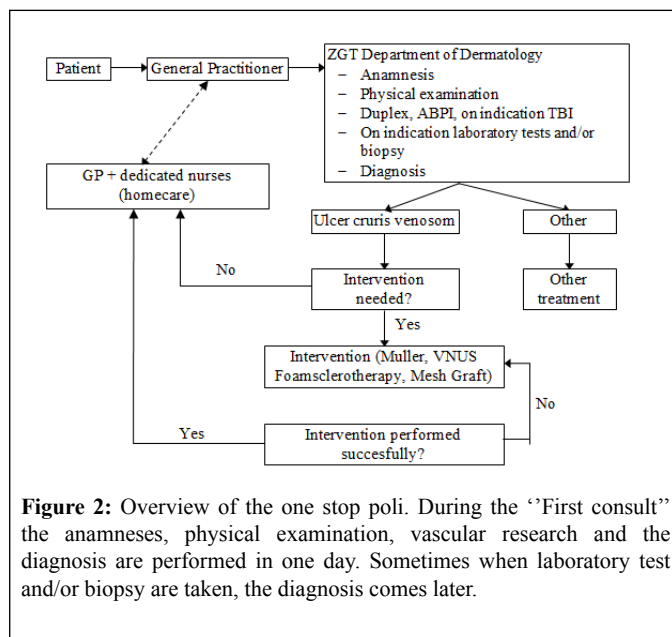 Patient
General Practitioner
ZGT Department of Dermatology
– Anamnesis
– Physical examination
– Duplex, ABPI, on indication TBI
– On indication laboratory tests and/or
biopsy
– Diagnosis
GP + dedicated nurses
(homecare)
Ulcer cruris venosom
Other
No
Intervention
needed?
Other
treatment
Yes
Intervention (Muller, VNUS
Foamsclerotherapy, Mesh Graft)
No
Yes
Intervention performed
succesfully?
Figure 2: Overview of the one stop poli. During the ‘‘First consult’’
the anamneses, physical examination, vascular research and the
diagnosis are performed in one day. Sometimes when laboratory test
and/or biopsy are taken, the diagnosis comes later.